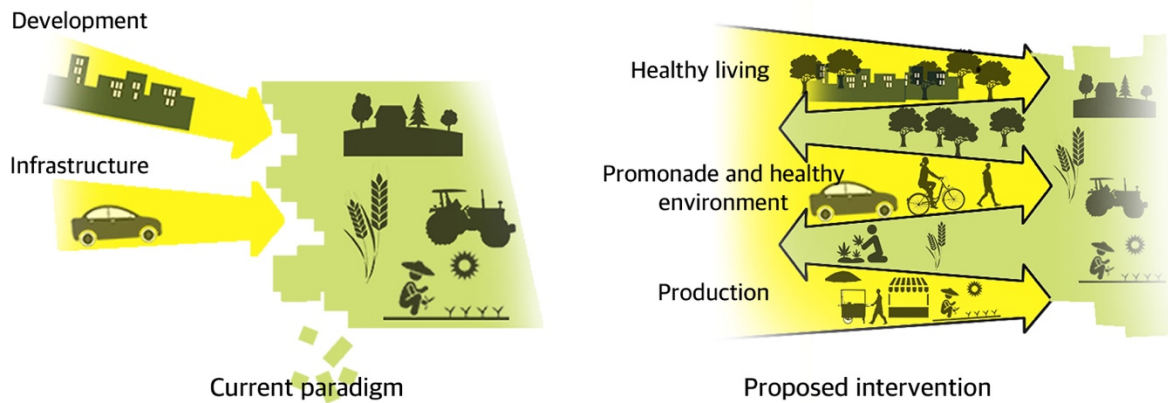 Development
Infrastructure
Current paradigm
Healthy living
Promonade and healthy
environment
Production
Proposed intervention